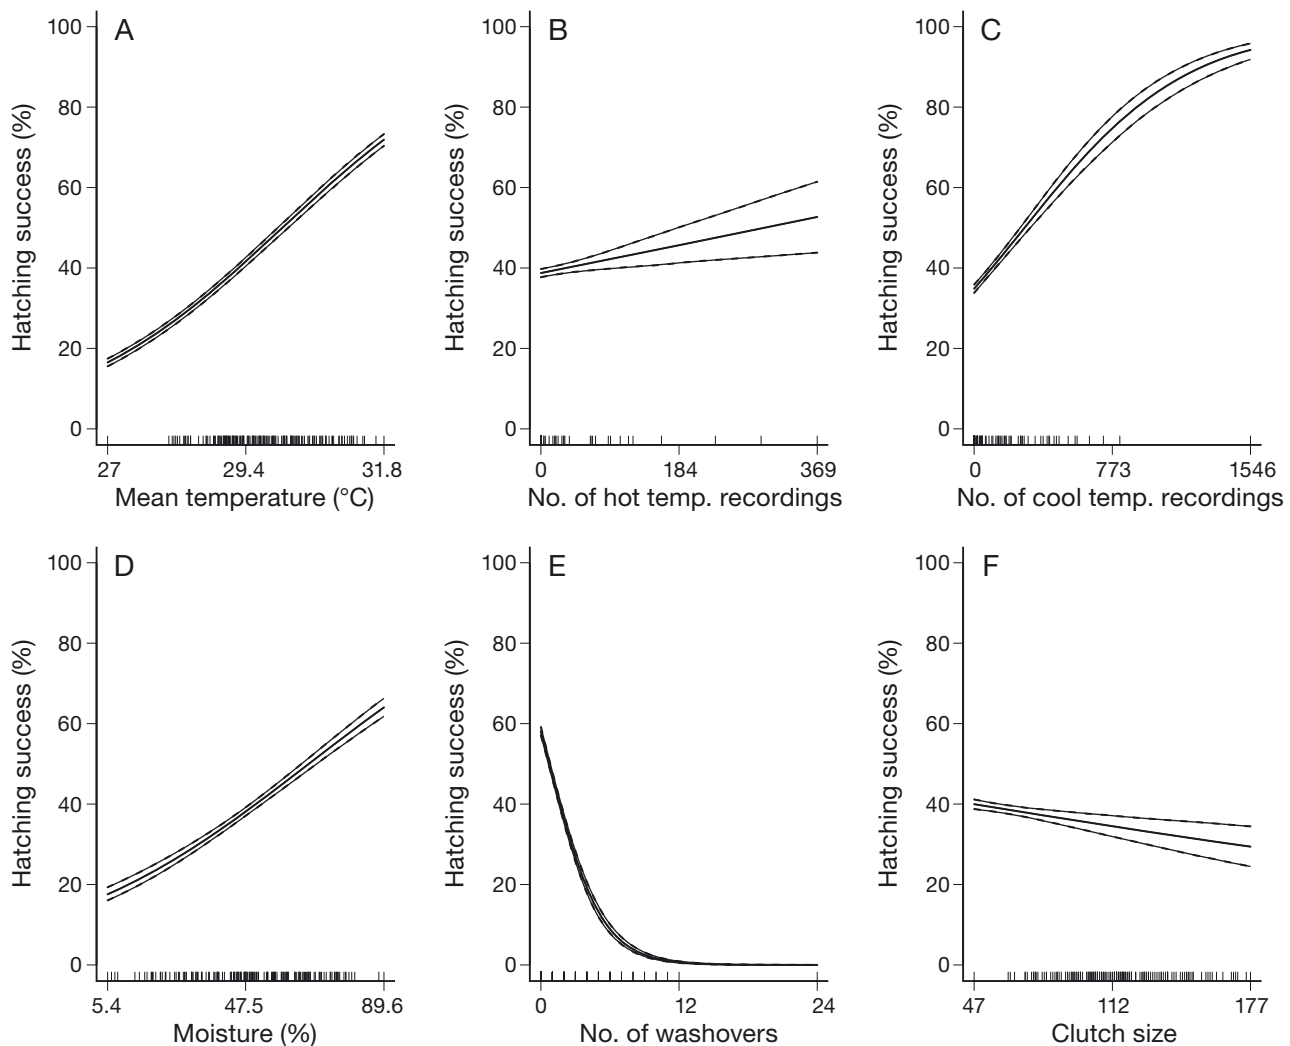 A
Hatching success (%)
100
80
60
40
20
0
27 29.4 31.8
Mean temperature (°C)
B
Hatching success (%)
100
80
60
40
20
0
0 184 369
No. of hot temp. recordings
C
Hatching success (%)
100
80
60
40
20
0
0 773 1546
No. of cool temp. recordings
D
Hatching success (%)
100
80
60
40
20
0
5.4 47.5 89.6
Moisture (%)
E
Hatching success (%)
100
80
60
40
20
0
0 12 24
No. of washovers
F
Hatching success (%)
100
80
60
40
20
0
47 112 177
Clutch size